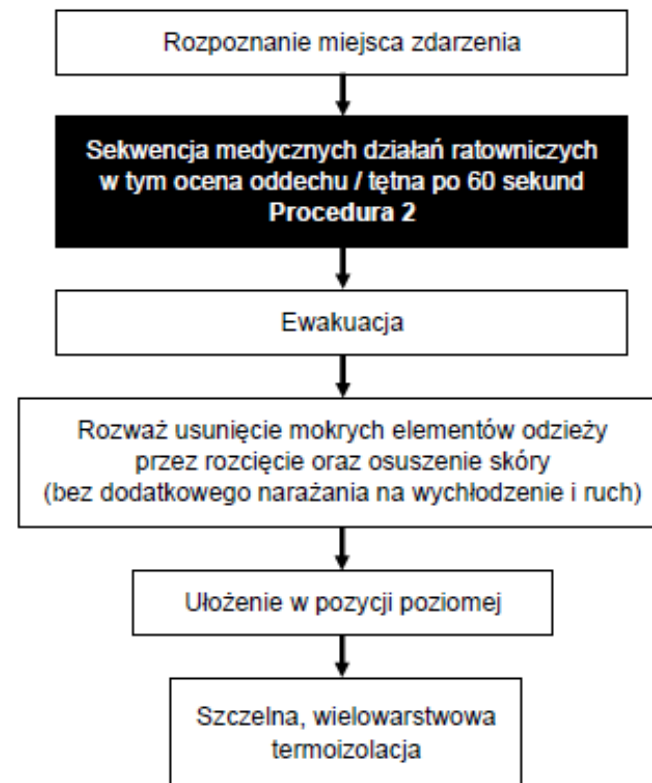 Rozpoznanie miejsca zdarzenia
Sekwencja medycznych działań ratowniczych
w tym ocena oddechu / tętna po 60 sekund
Procedura 2
Ewakuacja
Rozważ usunięcie mokrych elementów odzieży
przez rozcięcie oraz osuszenie skóry
(bez dodatkowego narażania na wychłodzenie i ruch)
Ułożenie w pozycji poziomej
Szczelna, wielowarstwowa
termoizolacja